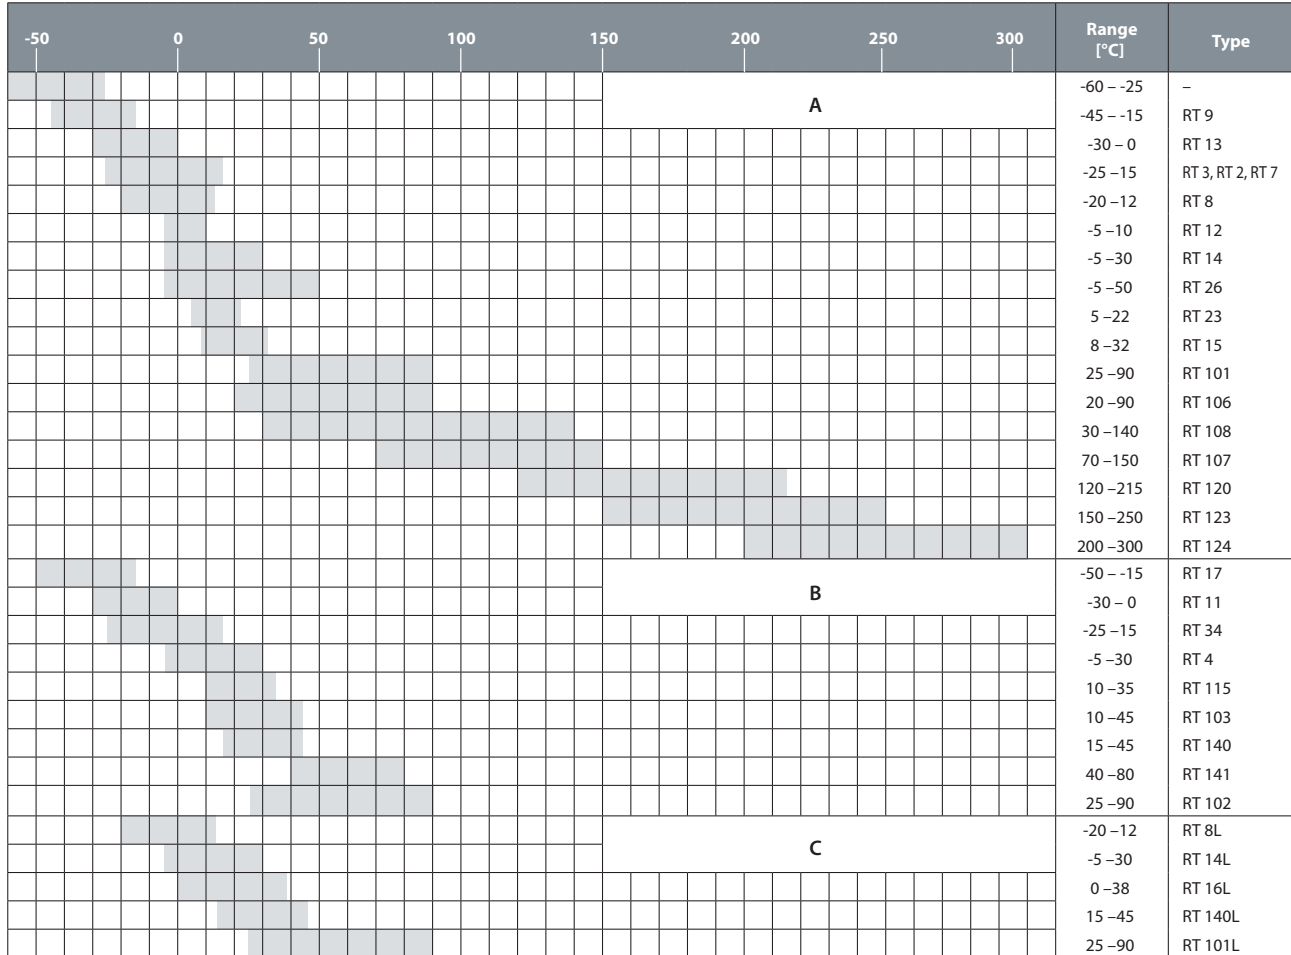 -50 0 50 100 150 200 250 300 Range [°C] Type
A
-60 – -25 –
-45 – -15 RT 9
-30 – 0 RT 13
-25 –15 RT 3, RT 2, RT 7
-20 –12 RT 8
-5 –10 RT 12
-5 –30 RT 14
-5 –50 RT 26
5 –22 RT 23
8 –32 RT 15
25 –90 RT 101
20 –90 RT 106
30 –140 RT 108
70 –150 RT 107
120 –215 RT 120
150 –250 RT 123
200 –300 RT 124
B
-50 – -15 RT 17
-30 – 0 RT 11
-25 –15 RT 34
-5 –30 RT 4
10 –35 RT 115
10 –45 RT 103
15 –45 RT 140
40 –80 RT 141
25 –90 RT 102
C
-20 –12 RT 8L
-5 –30 RT 14L
0 –38 RT 16L
15 –45 RT 140L
25 –90 RT 101L